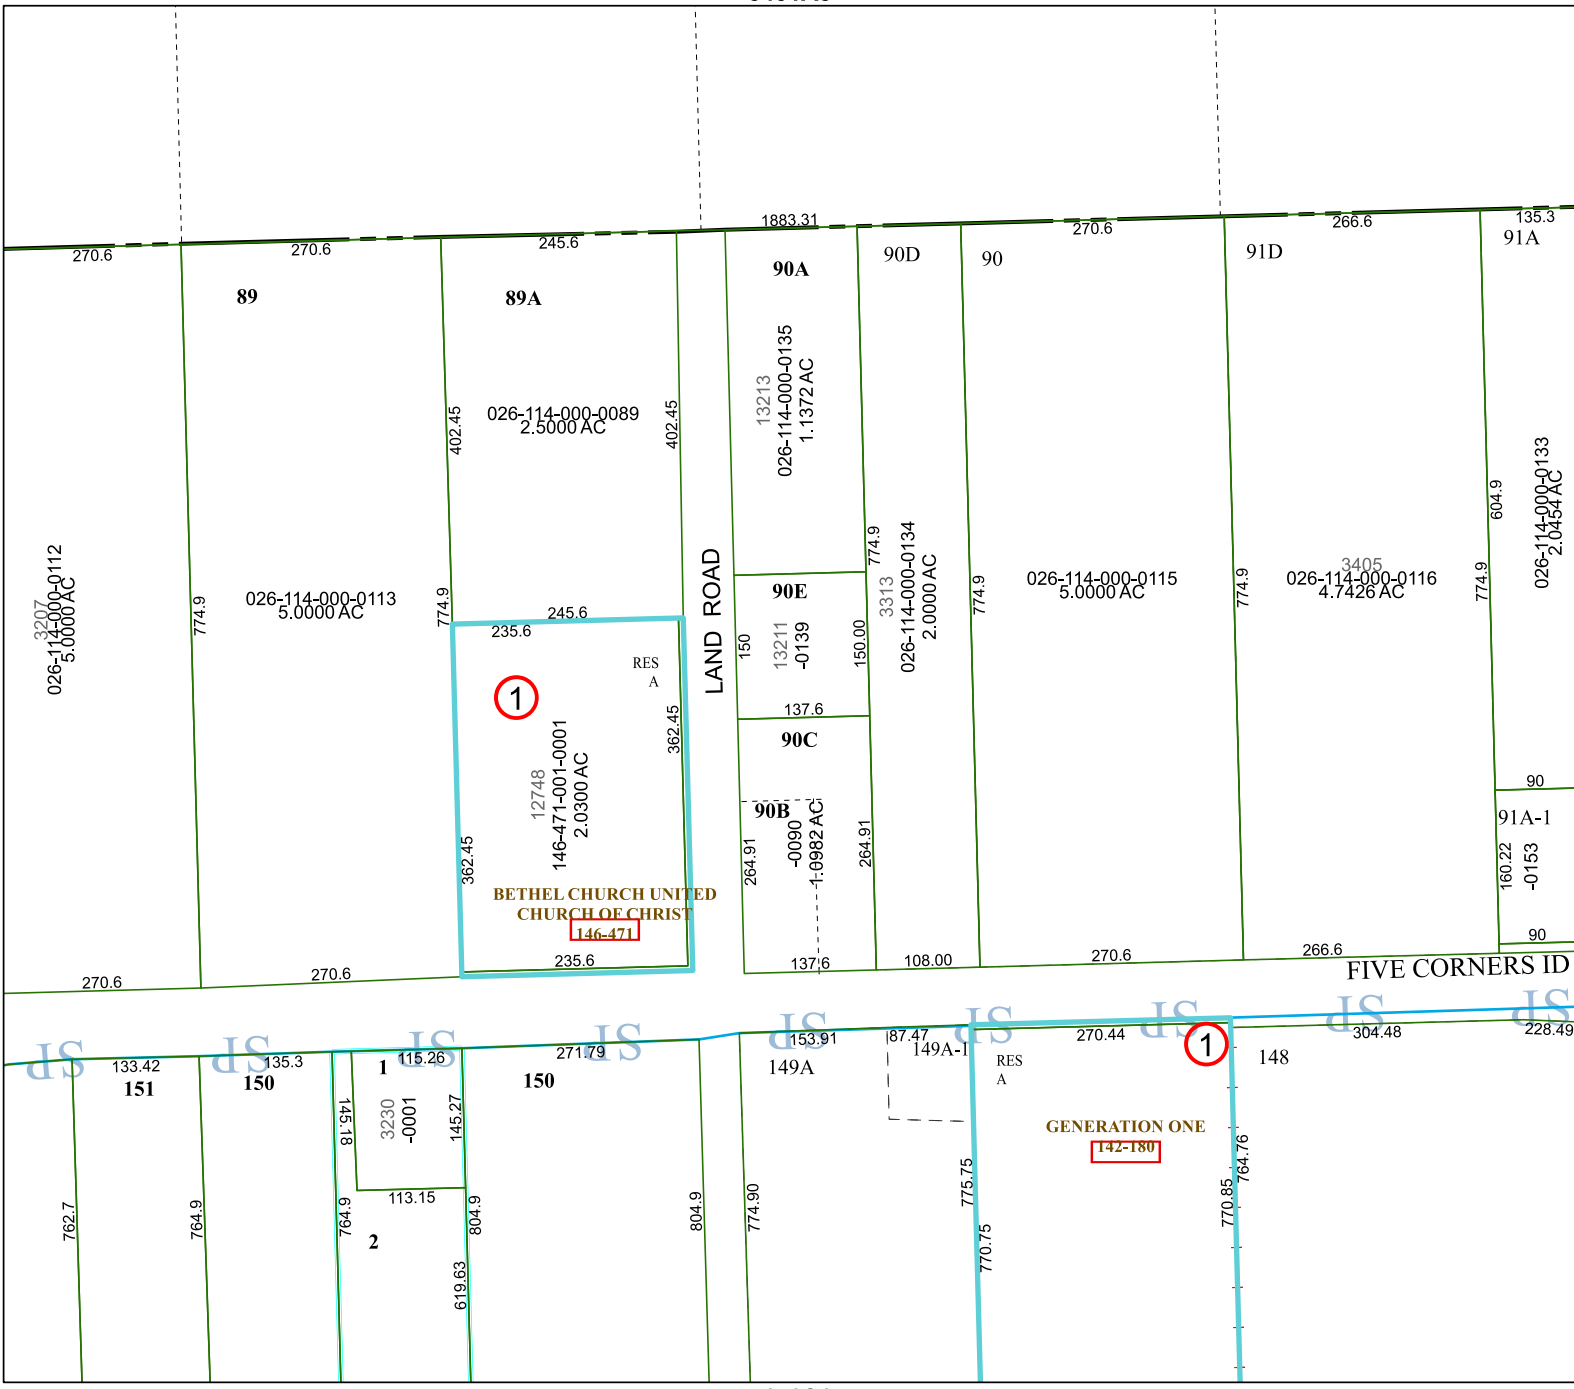 1883.31
270.6
270.6
245.6
270.6
266.6
135.3
89
89A
90A
90D
90
91D
91A
402.45
026-114-000-0089
2.5000 AC
402.45
13213
026-114-000-0135
1.1372 AC
3207
026-114-000-0112
5.0000 AC
774.9
026-114-000-0113
5.0000 AC
774.9
245.6
235.6
RES
A
1
362.45
12748
146-471-001-0001
2.0300 AC
362.45
BETHEL CHURCH UNITED
CHURCH OF CHRIST
146-471
235.6
LAND ROAD
90E
150
13211
-0139
150.00
137.6
90C
90B
-0090
1.0982 AC
264.91
264.91
137.6
774.9
3313
026-114-000-0134
2.0000 AC
108.00
774.9
026-114-000-0115
5.0000 AC
774.9
270.6
3405
026-114-000-0116
4.7426 AC
774.9
266.6
604.9
026-114-000-0133
2.0454 AC
90
91A-1
160.22
-0153
90
270.6
270.6
FIVE CORNERS ID
SP
SP
SP
SP
SP
SP
SP
SP
SP
133.42
135.3
115.26
271.79
153.91
87.47
270.44
304.48
228.49
151
150
1
150
149A
149A-1
RES
A
1
148
145.18
3230
-0001
145.27
113.15
GENERATION ONE
142-180
762.7
764.9
764.9
2
804.9
619.63
804.9
774.90
775.75
770.75
770.85
764.76